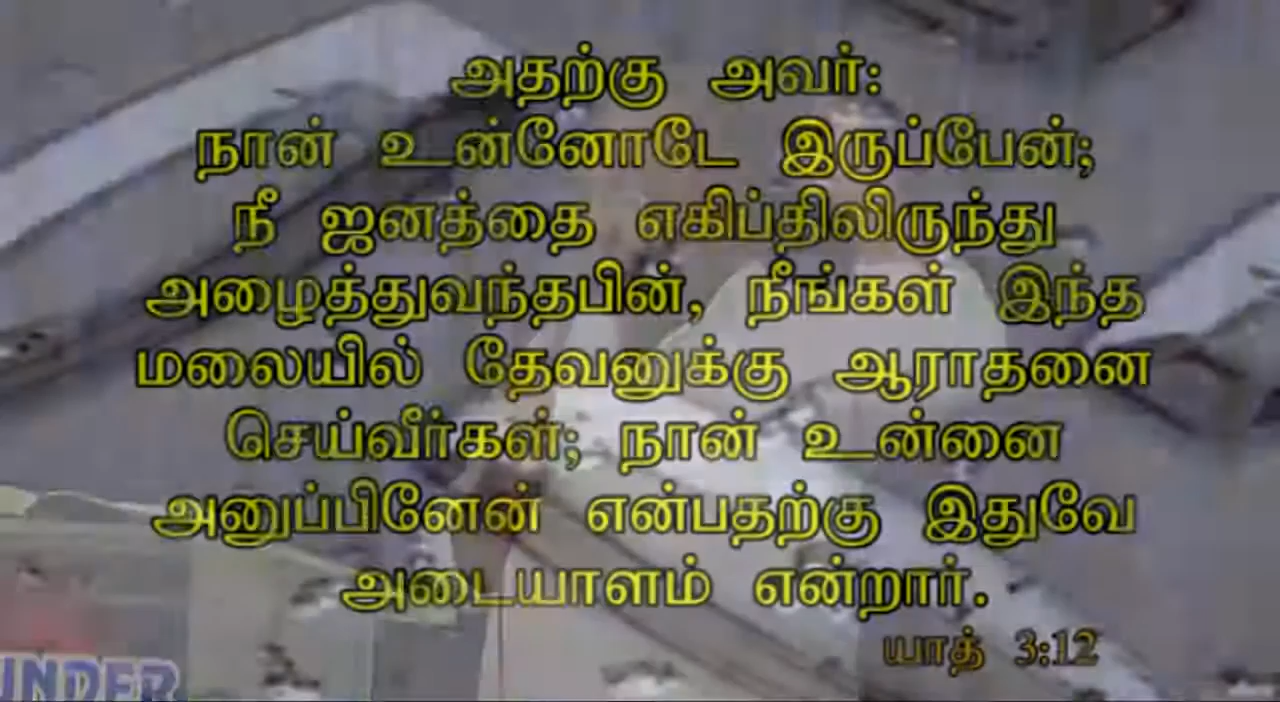 அதற்கு அவர்:
நான் உன்னோடே இருப்பேன்;
நீ ஜனத்தை எகிப்திலிருந்து
அழைத்துவந்தபின், நீங்கள் இந்த
மலையில் தேவனுக்கு ஆராதனை
செய்வீர்கள்; நான் உன்னை
அனுப்பினேன் என்பதற்கு இதுவே
அடையாளம் என்றார்.
யாத் 3:12
UNDER